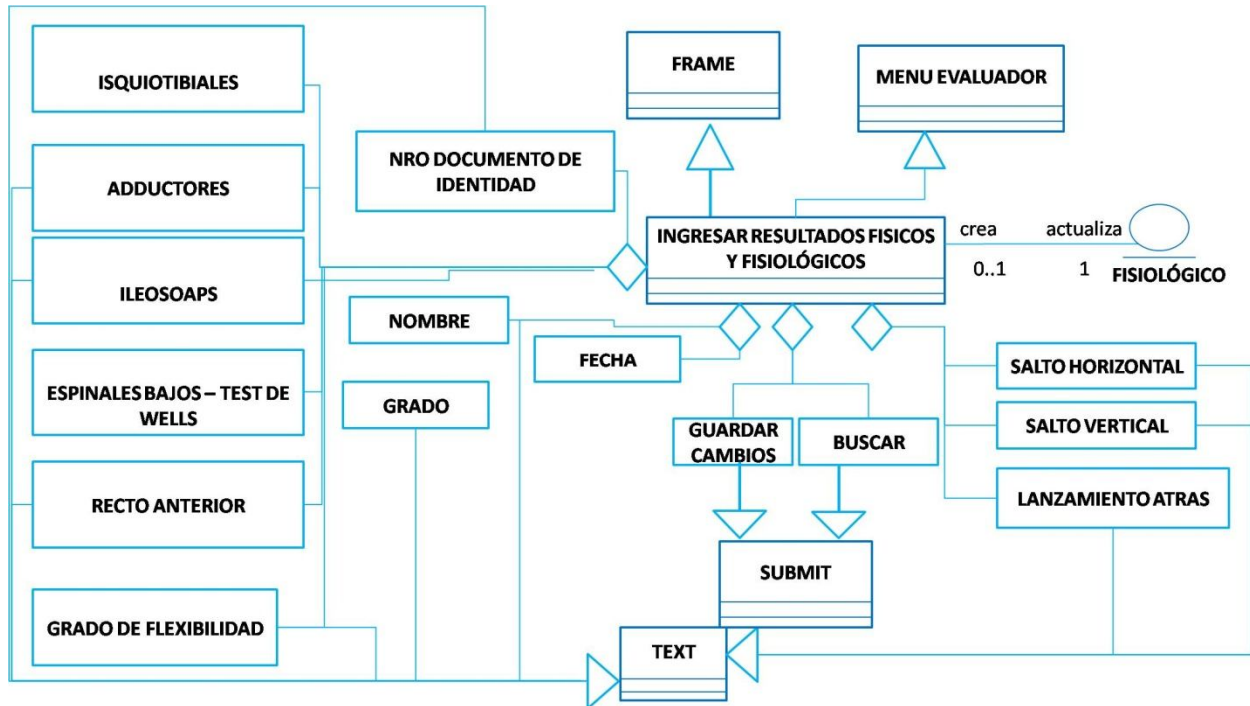 FRAME
MENU EVALUADOR
ISQUIOTIBIALES
NRO DOCUMENTO DE
IDENTIDAD
ADDUCTORES
INGRESAR RESULTADOS FISICOS
Y FISIOLÓGICOS
crea
actualiza
0..1
1
FISIOLÓGICO
ILEOSOAPS
NOMBRE
FECHA
SALTO HORIZONTAL
ESPINALES BAJOS – TEST DE
WELLS
GRADO
GUARDAR
CAMBIOS
BUSCAR
SALTO VERTICAL
RECTO ANTERIOR
LANZAMIENTO ATRAS
SUBMIT
GRADO DE FLEXIBILIDAD
TEXT